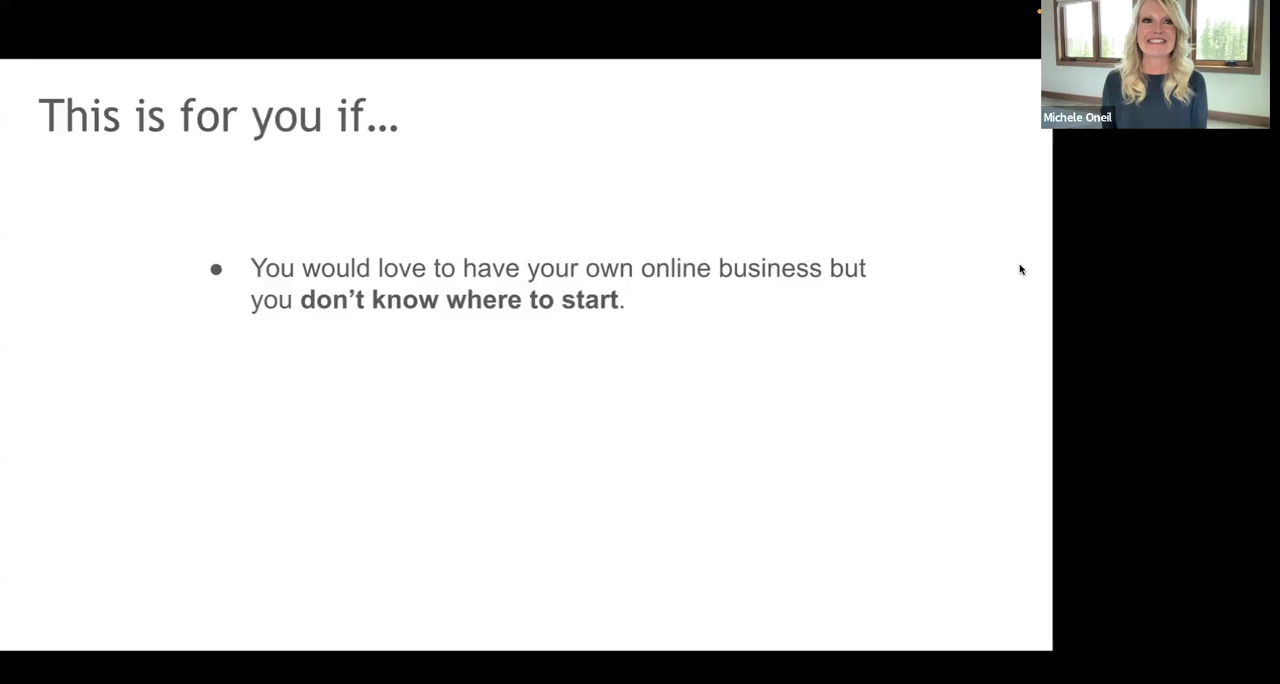 This is for you if…
● You would love to have your own online business but
you don’t know where to start.
Michele Oneil